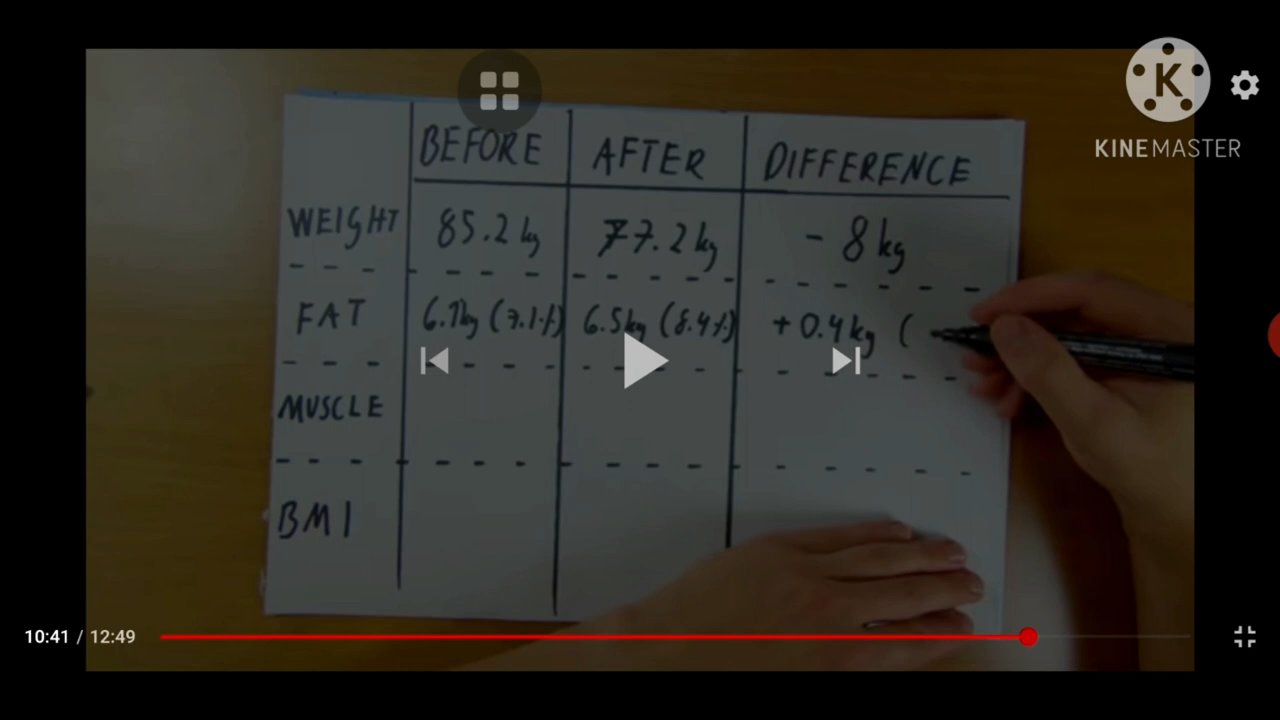 KINEMASTER
BEFORE AFTER DIFFERENCE
WEIGHT 85.2 kg 77.2 kg - 8 kg
FAT 6.1kg (7.1%) 6.5kg (8.4%) + 0.4 kg (
MUSCLE
BMI
10:41 / 12:49